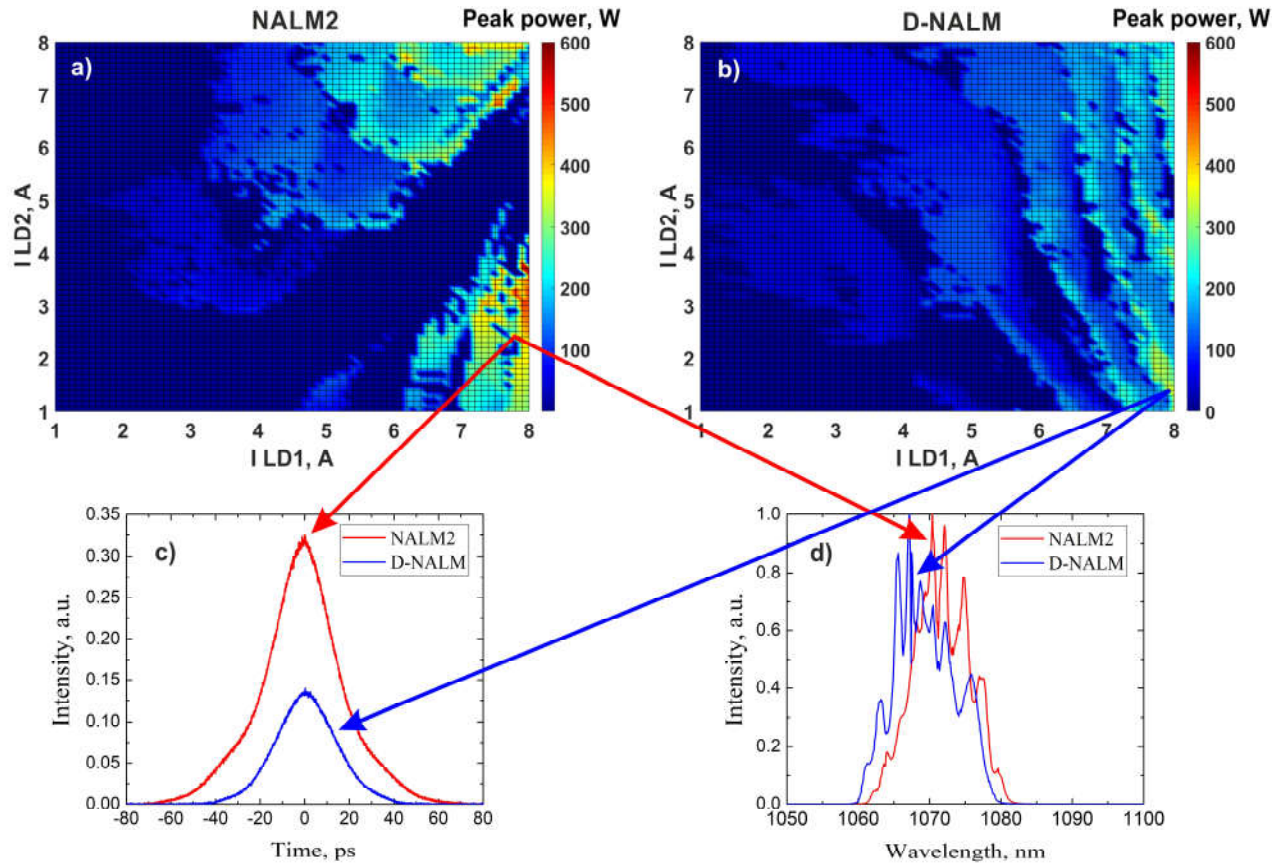 NALM2
Peak power, W
D-NALM
Peak power, W
a)
8
7
6
5
4
3
2
1
I LD2, A
1 2 3 4 5 6 7 8
I LD1, A
600
500
400
300
200
100
b)
8
7
6
5
4
3
2
1
I LD2, A
1 2 3 4 5 6 7 8
I LD1, A
600
500
400
300
200
100
0
c)
NALM2
D-NALM
0.35
0.30
0.25
0.20
0.15
0.10
0.05
0.00
Intensity, a.u.
-80 -60 -40 -20 0 20 40 60 80
Time, ps
d)
NALM2
D-NALM
1.0
0.8
0.6
0.4
0.2
0.0
Intensity, a.u.
1050 1060 1070 1080 1090 1100
Wavelength, nm